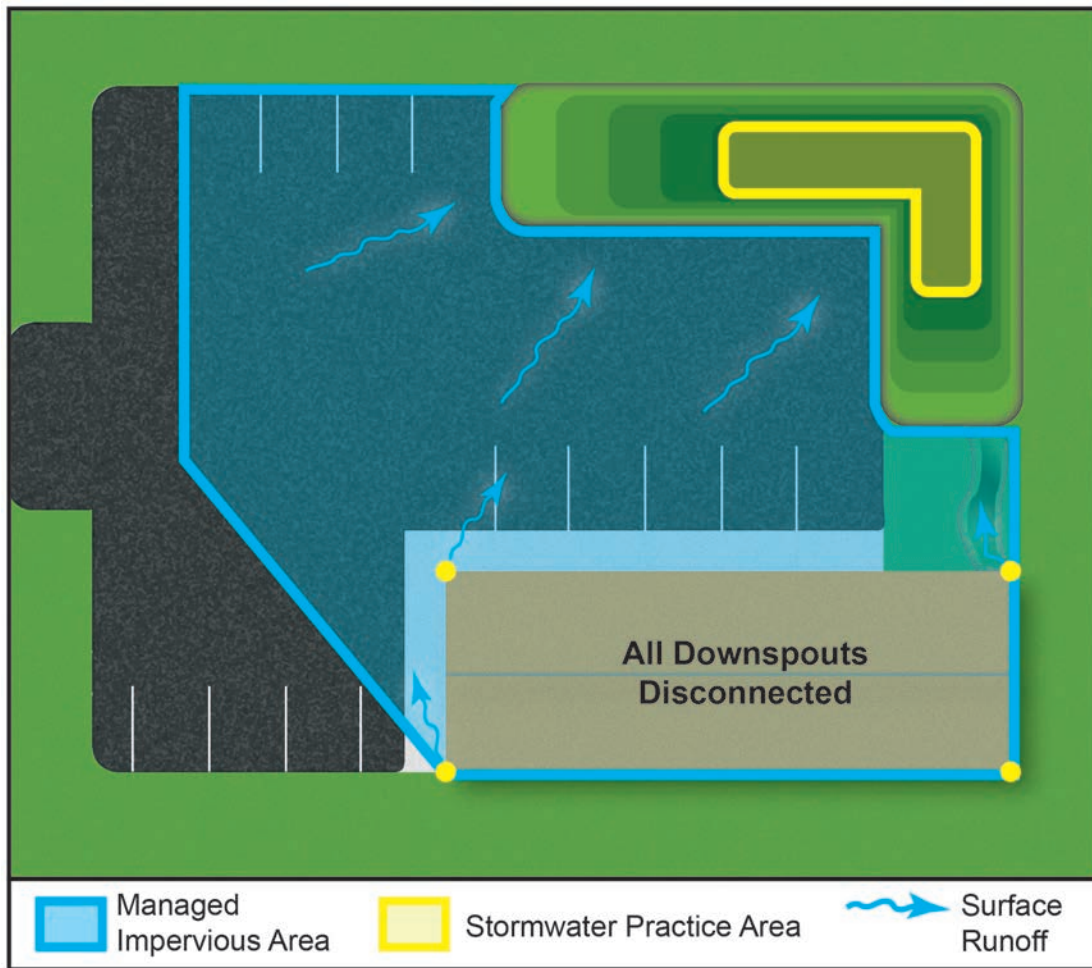 All Downspouts
Disconnected
Managed
Impervious Area
Stormwater Practice Area
Surface
Runoff